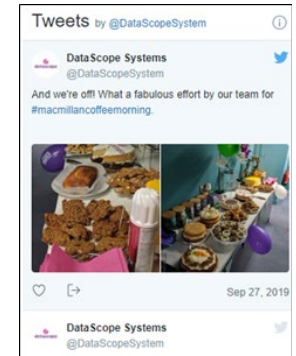 Tweets by @DataScopeSystem
DataScope Systems
@DataScopeSystem
And we're off! What a fabulous effort by our team for
#macmillancoffeemorning.
Sep 27, 2019
DataScope Systems
@DataScopeSystem